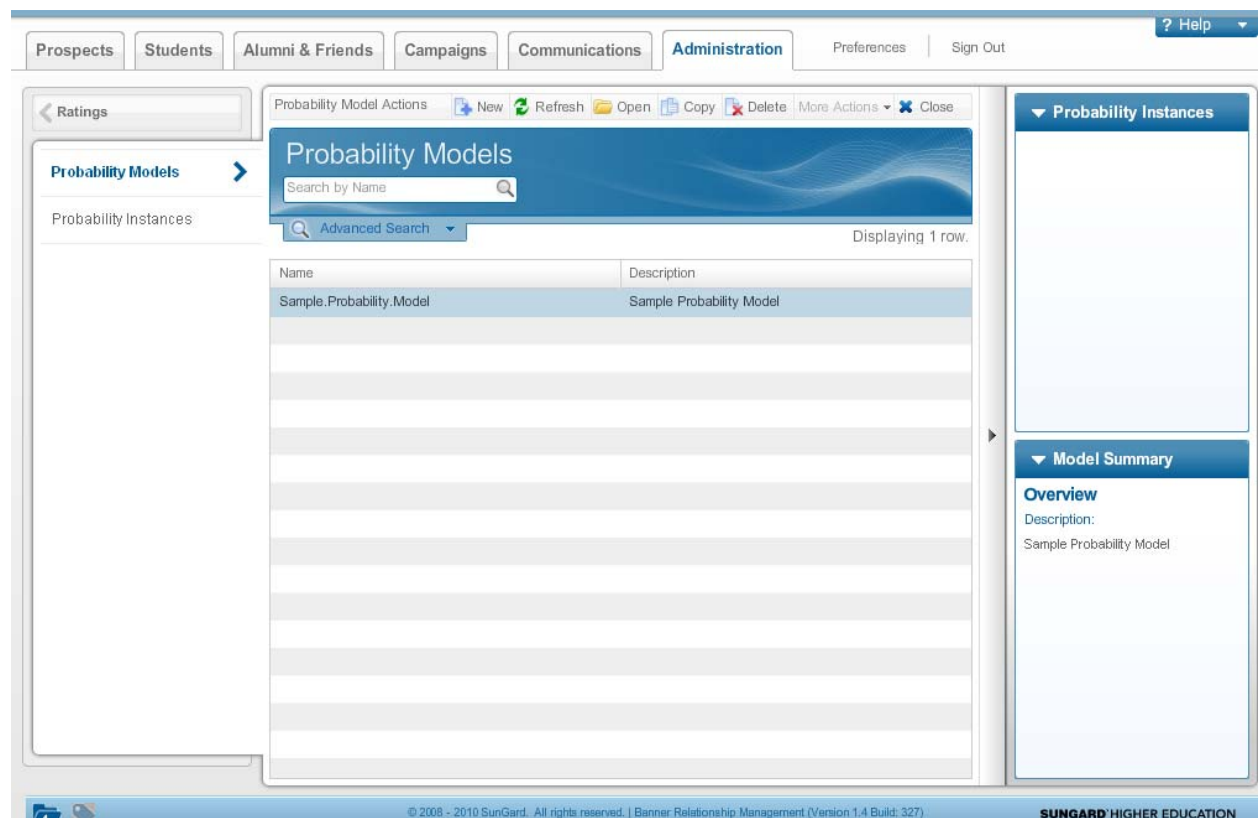 ? Help
Prospects Students Alumni & Friends Campaigns Communications Administration Preferences Sign Out
Ratings
Probability Models
Probability Instances
Probability Model Actions New Refresh Open Copy Delete More Actions Close
Probability Models
Search by Name
Advanced Search
Displaying 1 row.
Name Description
Sample.Probability.Model Sample Probability Model
Probability Instances
Model Summary
Overview
Description:
Sample Probability Model
© 2008 - 2010 SunGard. All rights reserved. | Banner Relationship Management (Version 1.4 Build: 327)
SUNGARD HIGHER EDUCATION